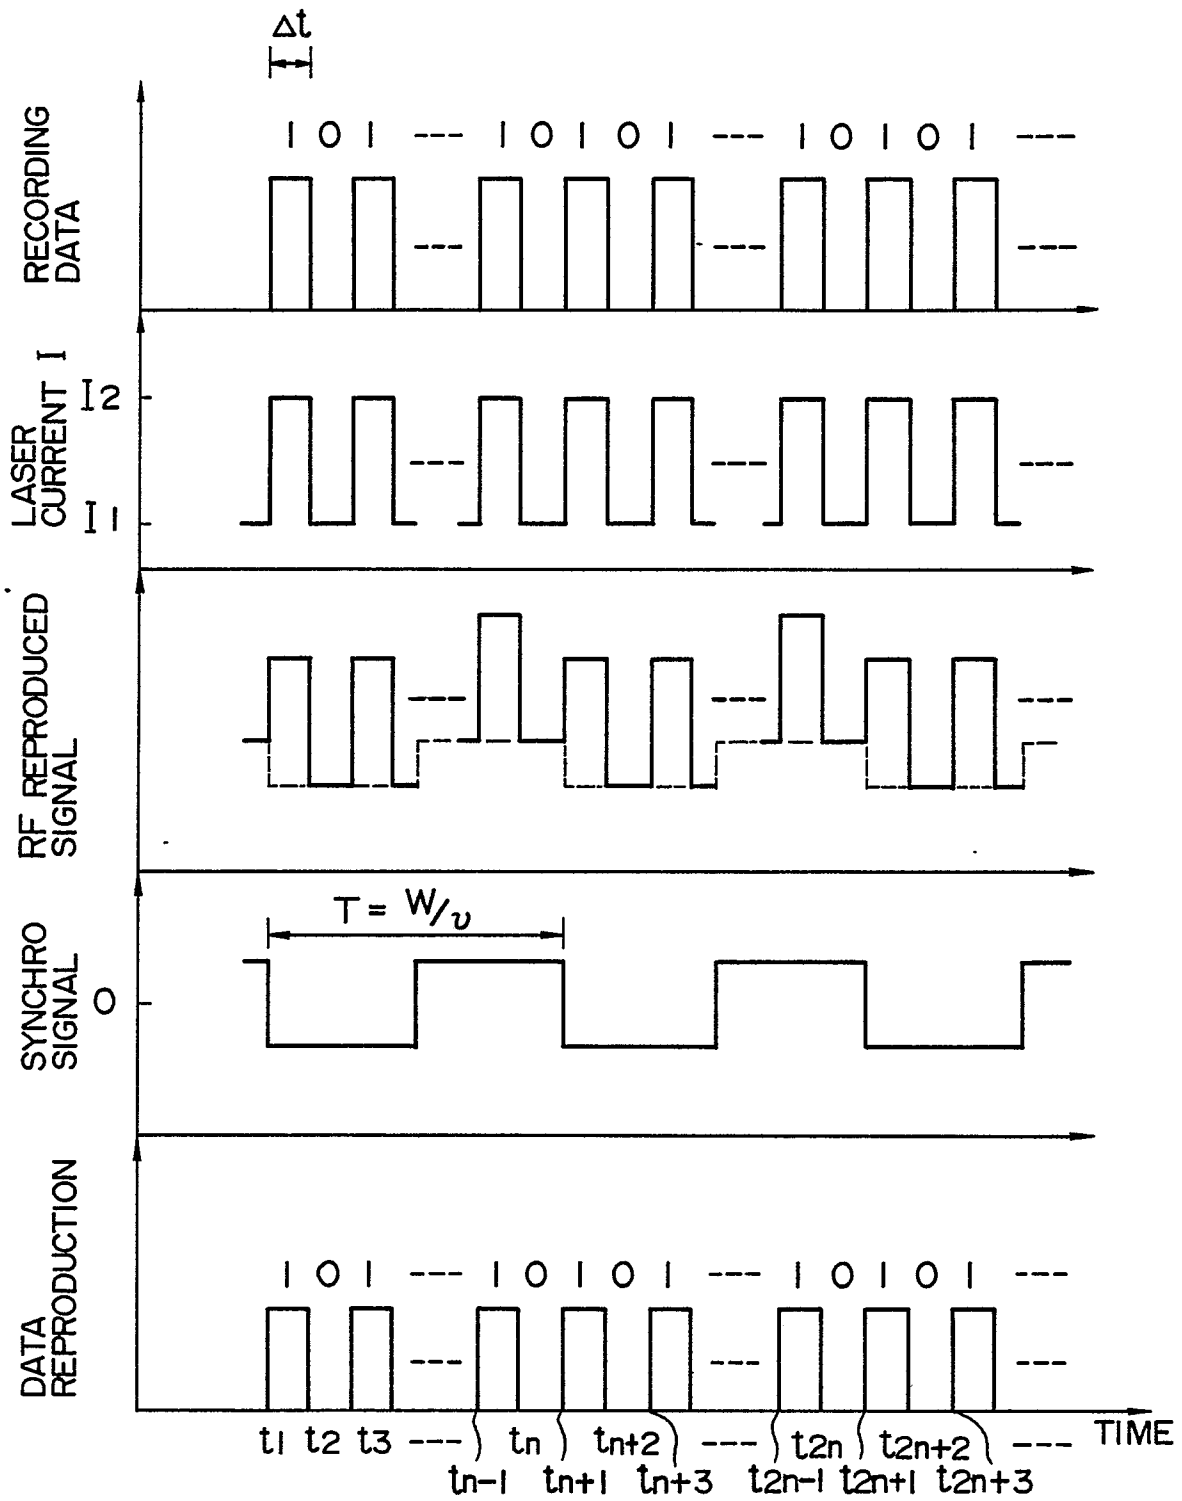 Δt
RECORDING
DATA
1 0 1 --- 1 0 1 0 1 --- 1 0 1 0 1 ---
LASER
CURRENT I
I2
I1
RF REPRODUCED
SIGNAL
SYNCHRO
SIGNAL
T = W/v
0
DATA
REPRODUCTION
1 0 1 --- 1 0 1 0 1 --- 1 0 1 0 1 ---
t1 t2 t3 --- tn tn+2 --- t2n t2n+2 --- TIME
tn-1 tn+1 tn+3 t2n-1 t2n+1 t2n+3